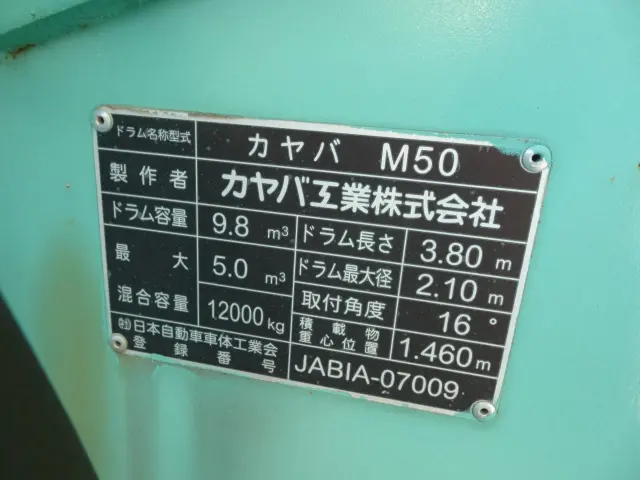 ドラム名称型式 カヤバ M50
製作者 カヤバ工業株式会社
ドラム容量 9.8 m³ ドラム長さ 3.80 m
最大混合容量 5.0 m³ ドラム最大径 2.10 m
12000kg 取付角度 16°
積載物重心位置 1.460m
(社)日本自動車車体工業会
登録番号 JABIA-07009